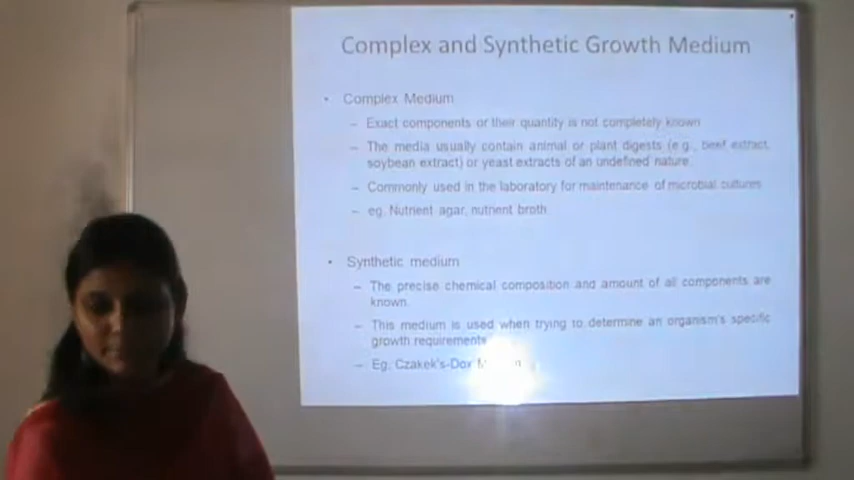 Complex and Synthetic Growth Medium
• Complex Medium
– Exact components or their quantity is not completely known
– The media usually contain animal or plant digests (e.g., beef extract,
soybean extract) or yeast extracts of an undefined nature.
– Commonly used in the laboratory for maintenance of microbial cultures
– eg. Nutrient agar, nutrient broth
• Synthetic medium
– The precise chemical composition and amount of all components are
known.
– This medium is used when trying to determine an organism's specific
growth requirements
– Eg. Czakek's-Dox